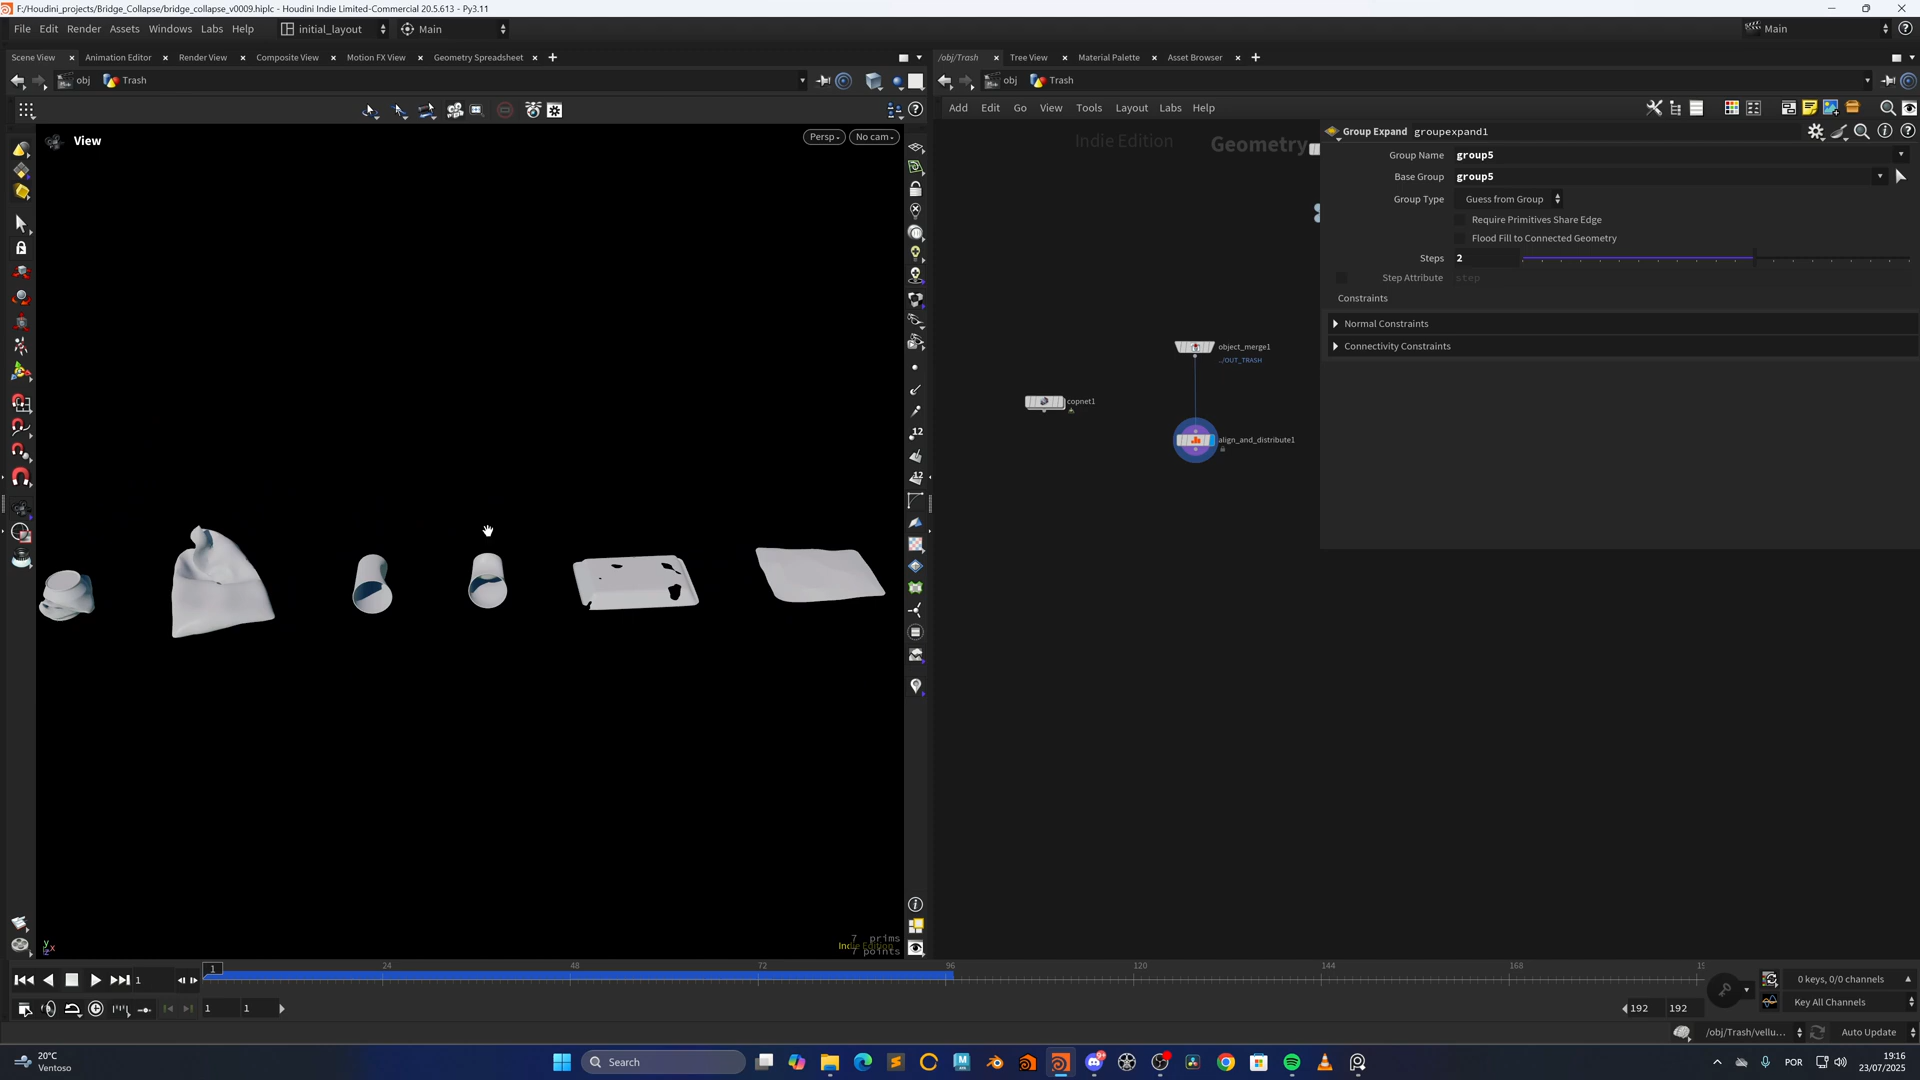 F:/Houdini_projects/Bridge_Collapse/bridge_collapse_v0009.hiplc - Houdini Indie Limited-Commercial 20.5.613 - Py3.11
File Edit Render Assets Windows Labs Help initial_layout Main Main
Scene View Animation Editor Render View Composite View Motion FX View Geometry Spreadsheet
/obj/Trash Tree View Material Palette Asset Browser
obj Trash
obj Trash
Add Edit Go View Tools Layout Labs Help
View
Persp No cam
Indie Edition
Geometry
Group Expand groupexpand1
Group Name group5
Base Group group5
Group Type Guess from Group
Require Primitives Share Edge
Flood Fill to Connected Geometry
Steps 2
Step Attribute step
Constraints
Normal Constraints
Connectivity Constraints
object_merge1
../OUT_TRASH
copnet1
align_and_distribute1
12
12
7 prims
7 points
y x
1
1 24 48 72 96 120 144 168
0 keys, 0/0 channels
1 1
192 192
Key All Channels
/obj/Trash/vellu... Auto Update
20°C
Ventoso
Search
POR
19:16
23/07/2025